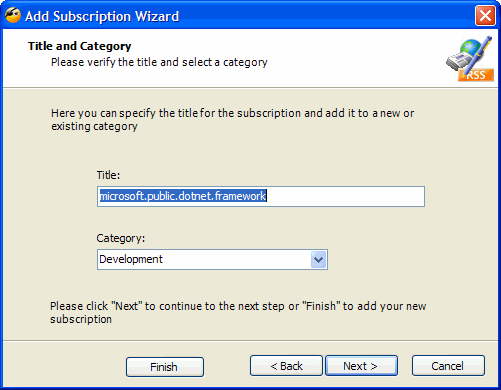 Add Subscription Wizard
Title and Category
Please verify the title and select a category
RSS
Here you can specify the title for the subscription and add it to a new or
existing category
Title:
microsoft.public.dotnet.framework
Category:
Development
Please click "Next" to continue to the next step or "Finish" to add your new
subscription
Finish
< Back
Next >
Cancel